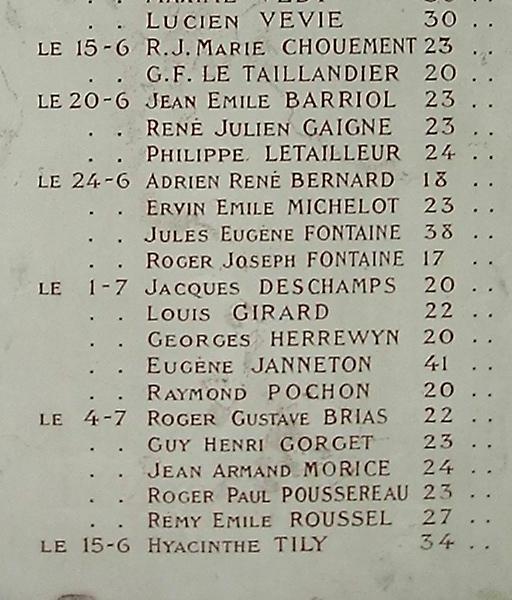 . . LUCIEN VEVIE 30 . .
LE 15-6 R.J. MARIE CHOUEMENT 23 . .
. . G.F. LE TAILLANDIER 20 . .
LE 20-6 JEAN EMILE BARRIOL 23 . .
. . RENÉ JULIEN GAIGNE 23 . .
. . PHILIPPE LETAILLEUR 24 . .
LE 24-6 ADRIEN RENÉ BERNARD 18 . .
. . ERVIN EMILE MICHELOT 23 . .
. . JULES EUGÈNE FONTAINE 38 . .
. . ROGER JOSEPH FONTAINE 17 . .
LE 1-7 JACQUES DESCHAMPS 20 . .
. . LOUIS GIRARD 22 . .
. . GEORGES HERREWYN 20 . .
. . EUGÈNE JANNETON 41 . .
. . RAYMOND POCHON 20 . .
LE 4-7 ROGER GUSTAVE BRIAS 22 . .
. . GUY HENRI GORGET 23 . .
. . JEAN ARMAND MORICE 24 . .
. . ROGER PAUL POUSSEREAU 23 . .
. . RÉMY EMILE ROUSSEL 27 . .
LE 15-6 HYACINTHE TILY 34 . .